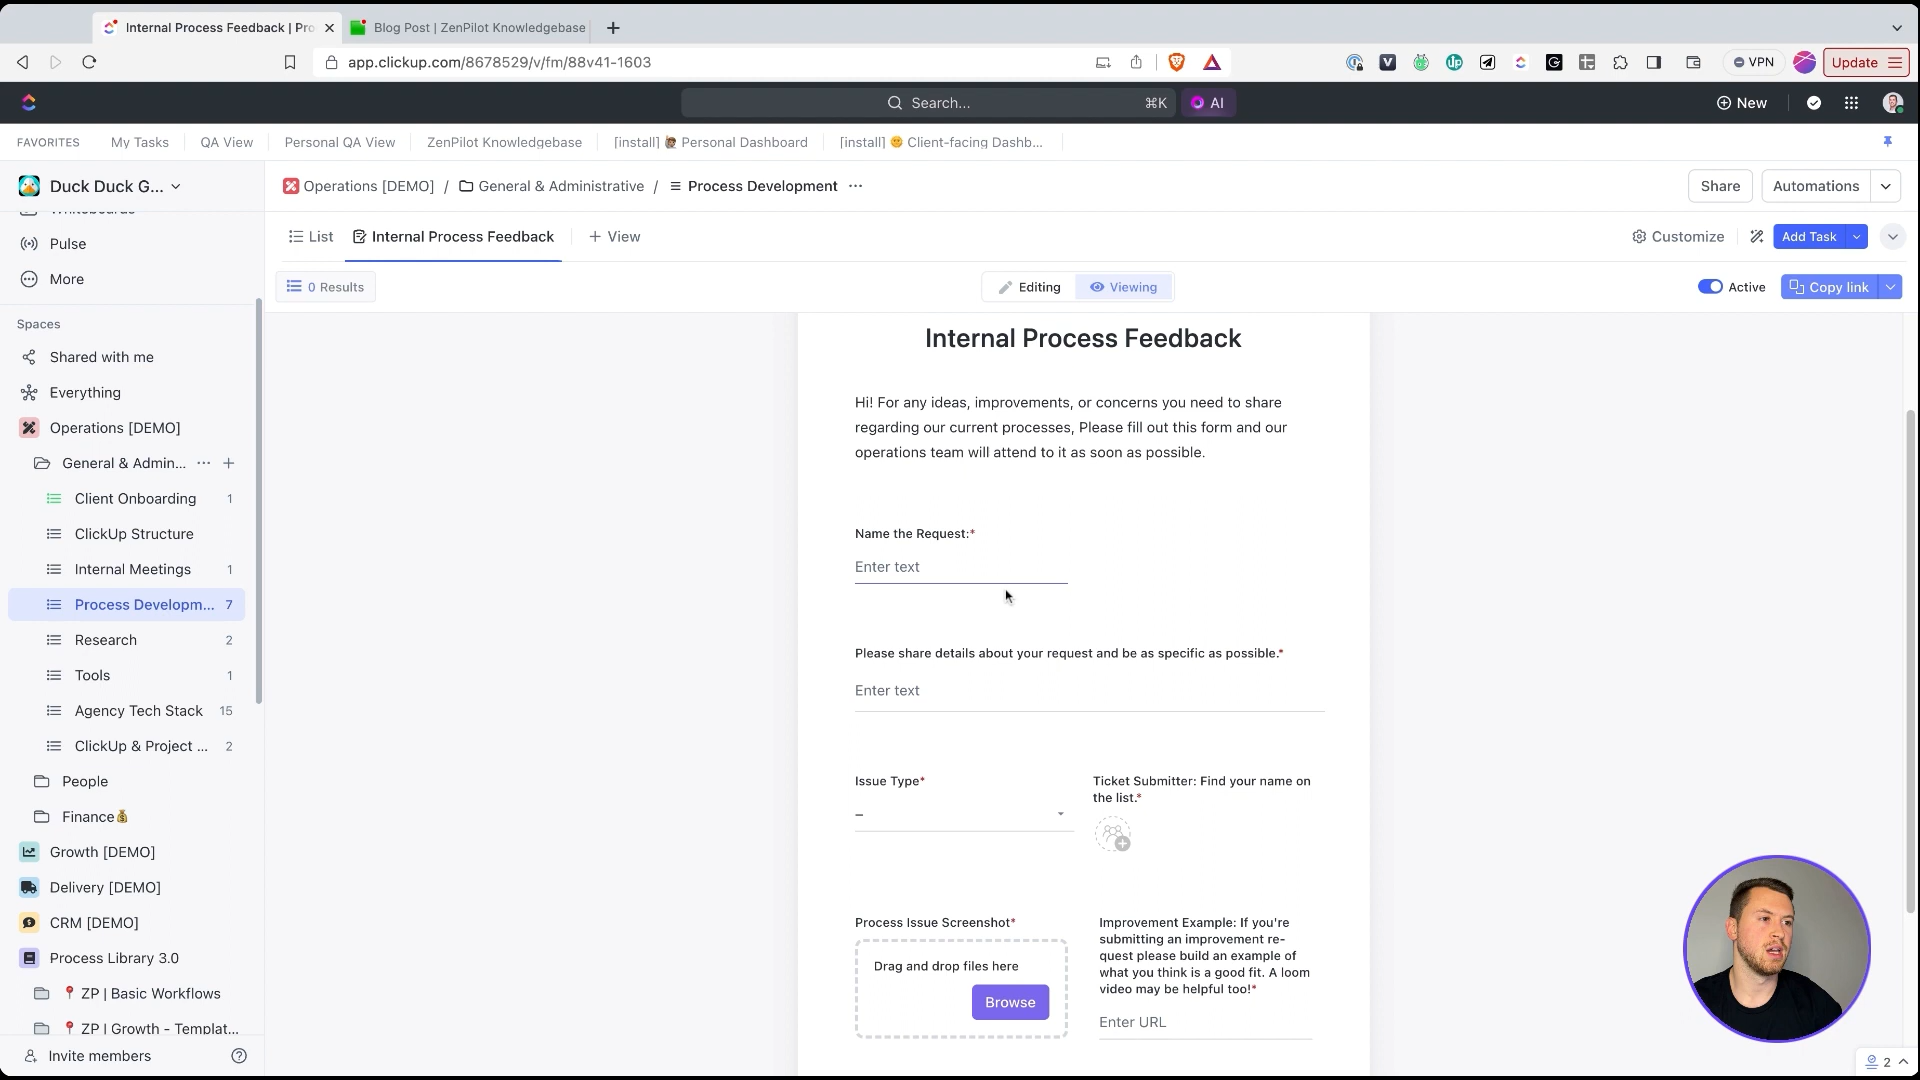 Internal Process Feedback | Pro
Blog Post | ZenPilot Knowledgebase
app.clickup.com/8678529/v/fm/88v41-1603
VPN
Update
Search...
⌘K
AI
New
FAVORITES
My Tasks
QA View
Personal QA View
ZenPilot Knowledgebase
[install] 🙋🏽 Personal Dashboard
[install] 🌞 Client-facing Dashb...
Duck Duck G...
Operations [DEMO] / General & Administrative / Process Development ...
Share
Automations
Whiteboards
Pulse
More
List
Internal Process Feedback
+ View
Customize
Add Task
0 Results
Editing
Viewing
Active
Copy link
Spaces
Shared with me
Everything
Operations [DEMO]
General & Admin...
Client Onboarding 1
ClickUp Structure
Internal Meetings 1
Process Developm... 7
Research 2
Tools 1
Agency Tech Stack 15
ClickUp & Project ... 2
People
Finance💰
Growth [DEMO]
Delivery [DEMO]
CRM [DEMO]
Process Library 3.0
📍 ZP | Basic Workflows
📍 ZP | Growth - Templat...
Invite members
Internal Process Feedback
Hi! For any ideas, improvements, or concerns you need to share
regarding our current processes, Please fill out this form and our
operations team will attend to it as soon as possible.
Name the Request:*
Enter text
Please share details about your request and be as specific as possible.*
Enter text
Issue Type*
–
Ticket Submitter: Find your name on
the list.*
Process Issue Screenshot*
Drag and drop files here
Browse
Improvement Example: If you're
submitting an improvement re-
quest please build an example of
what you think is a good fit. A loom
video may be helpful too!*
Enter URL
2